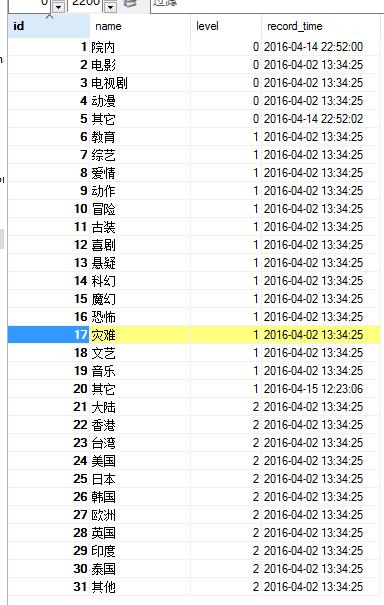 0 2200 过滤
id name level record_time
1 院内 0 2016-04-14 22:52:00
2 电影 0 2016-04-02 13:34:25
3 电视剧 0 2016-04-02 13:34:25
4 动漫 0 2016-04-02 13:34:25
5 其它 0 2016-04-14 22:52:02
6 教育 1 2016-04-02 13:34:25
7 综艺 1 2016-04-02 13:34:25
8 爱情 1 2016-04-02 13:34:25
9 动作 1 2016-04-02 13:34:25
10 冒险 1 2016-04-02 13:34:25
11 古装 1 2016-04-02 13:34:25
12 喜剧 1 2016-04-02 13:34:25
13 悬疑 1 2016-04-02 13:34:25
14 科幻 1 2016-04-02 13:34:25
15 魔幻 1 2016-04-02 13:34:25
16 恐怖 1 2016-04-02 13:34:25
17 灾难 1 2016-04-02 13:34:25
18 文艺 1 2016-04-02 13:34:25
19 音乐 1 2016-04-02 13:34:25
20 其它 1 2016-04-15 12:23:06
21 大陆 2 2016-04-02 13:34:25
22 香港 2 2016-04-02 13:34:25
23 台湾 2 2016-04-02 13:34:25
24 美国 2 2016-04-02 13:34:25
25 日本 2 2016-04-02 13:34:25
26 韩国 2 2016-04-02 13:34:25
27 欧洲 2 2016-04-02 13:34:25
28 英国 2 2016-04-02 13:34:25
29 印度 2 2016-04-02 13:34:25
30 泰国 2 2016-04-02 13:34:25
31 其他 2 2016-04-02 13:34:25